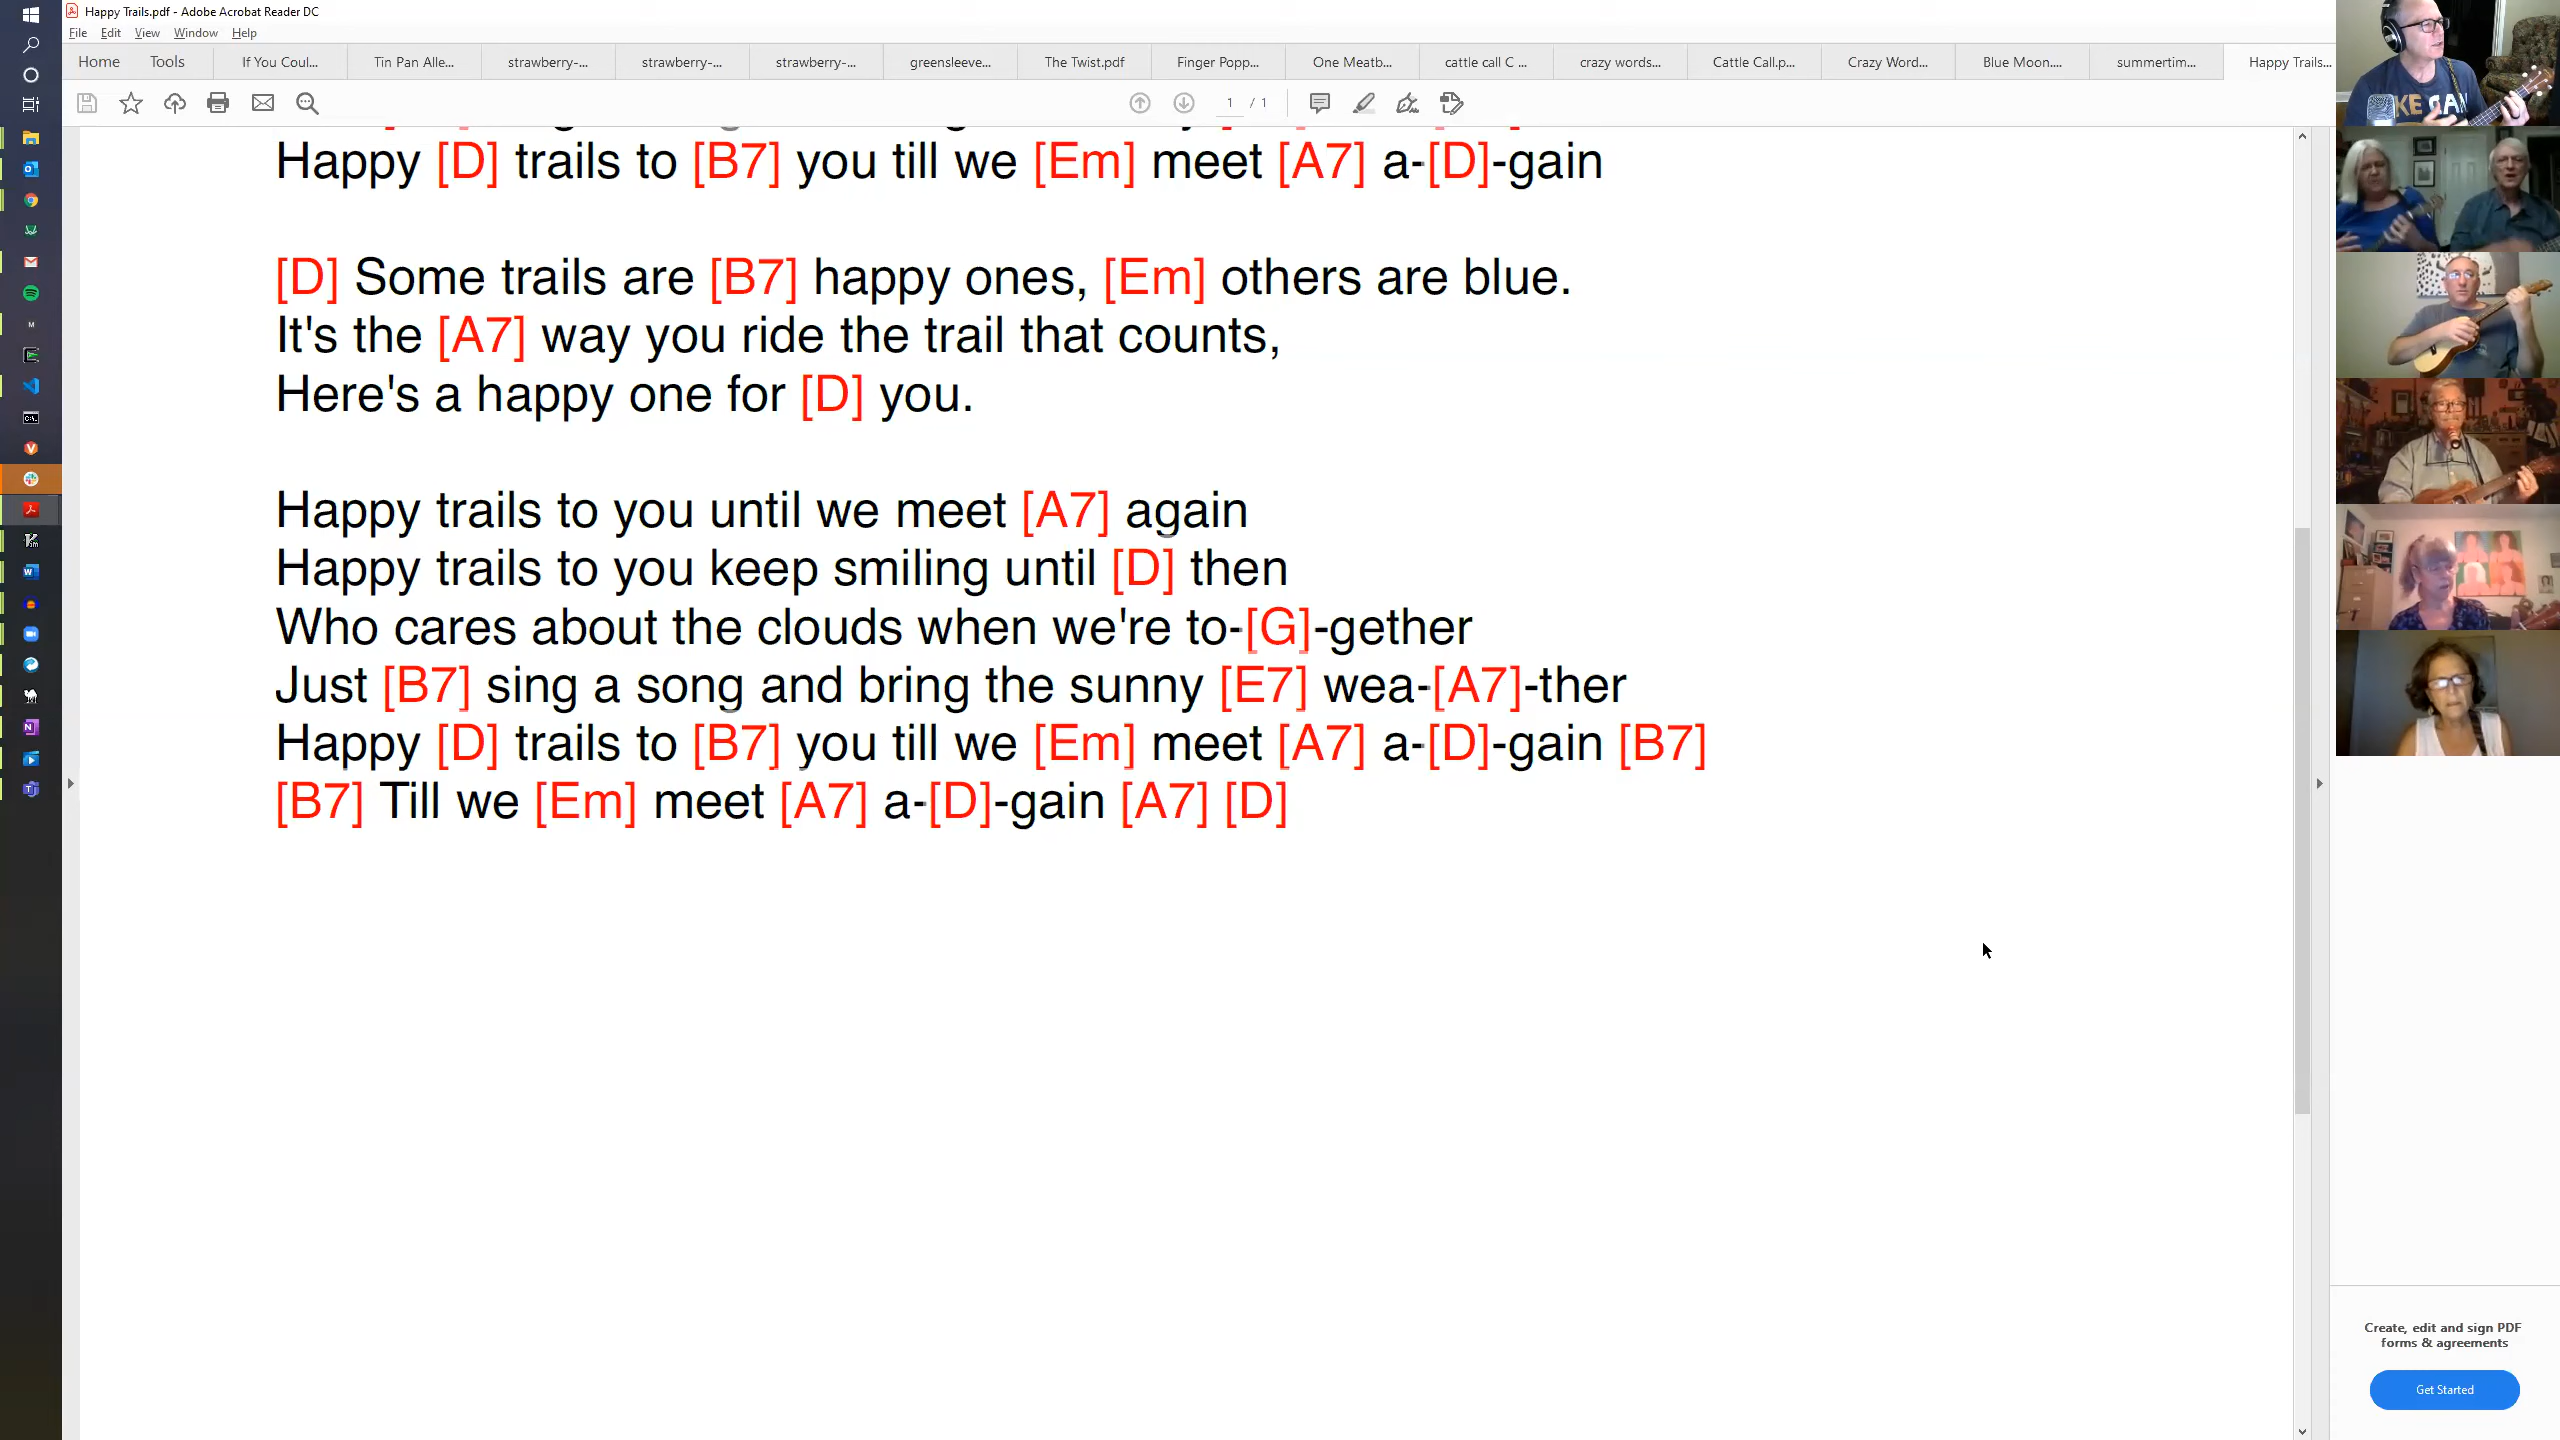 Happy Trails.pdf - Adobe Acrobat Reader DC
File Edit View Window Help
Home Tools If You Coul... Tin Pan Alle... strawberry-... strawberry-... strawberry-... greensleeve... The Twist.pdf Finger Popp... One Meatb... cattle call C ... crazy words... Cattle Call.p... Crazy Word... Blue Moon.... summertim... Happy Trails...
1 / 1
Happy [D] trails to [B7] you till we [Em] meet [A7] a-[D]-gain
[D] Some trails are [B7] happy ones, [Em] others are blue.
It's the [A7] way you ride the trail that counts,
Here's a happy one for [D] you.
Happy trails to you until we meet [A7] again
Happy trails to you keep smiling until [D] then
Who cares about the clouds when we're to-[G]-gether
Just [B7] sing a song and bring the sunny [E7] wea-[A7]-ther
Happy [D] trails to [B7] you till we [Em] meet [A7] a-[D]-gain [B7]
[B7] Till we [Em] meet [A7] a-[D]-gain [A7] [D]
Create, edit and sign PDF
forms & agreements
Get Started